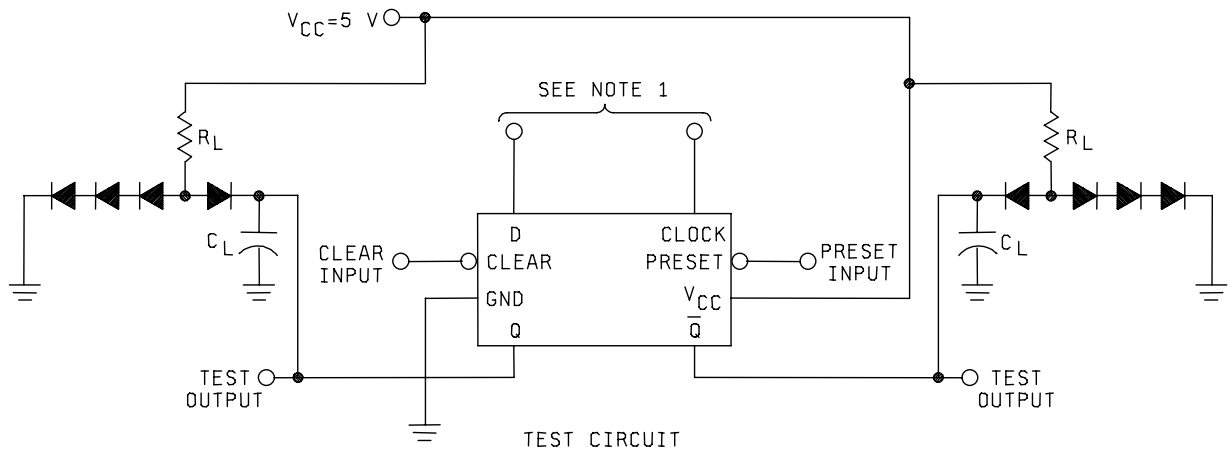 VCC=5 V
SEE NOTE 1
RL
RL
CL
CL
D
CLOCK
CLEAR
INPUT
CLEAR
PRESET
PRESET
INPUT
GND
VCC
Q
Q̅
TEST
OUTPUT
TEST
OUTPUT
TEST CIRCUIT